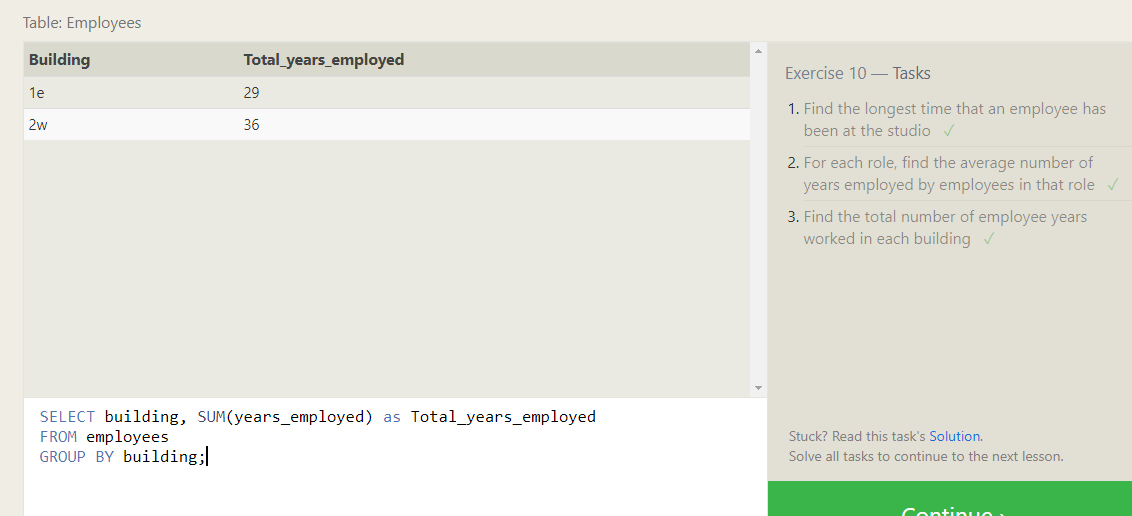 Table: Employees
Building Total_years_employed
1e 29
2w 36
SELECT building, SUM(years_employed) as Total_years_employed
FROM employees
GROUP BY building;
Exercise 10 — Tasks
1. Find the longest time that an employee has
been at the studio ✓
2. For each role, find the average number of
years employed by employees in that role ✓
3. Find the total number of employee years
worked in each building ✓
Stuck? Read this task's Solution.
Solve all tasks to continue to the next lesson.
Continue ›